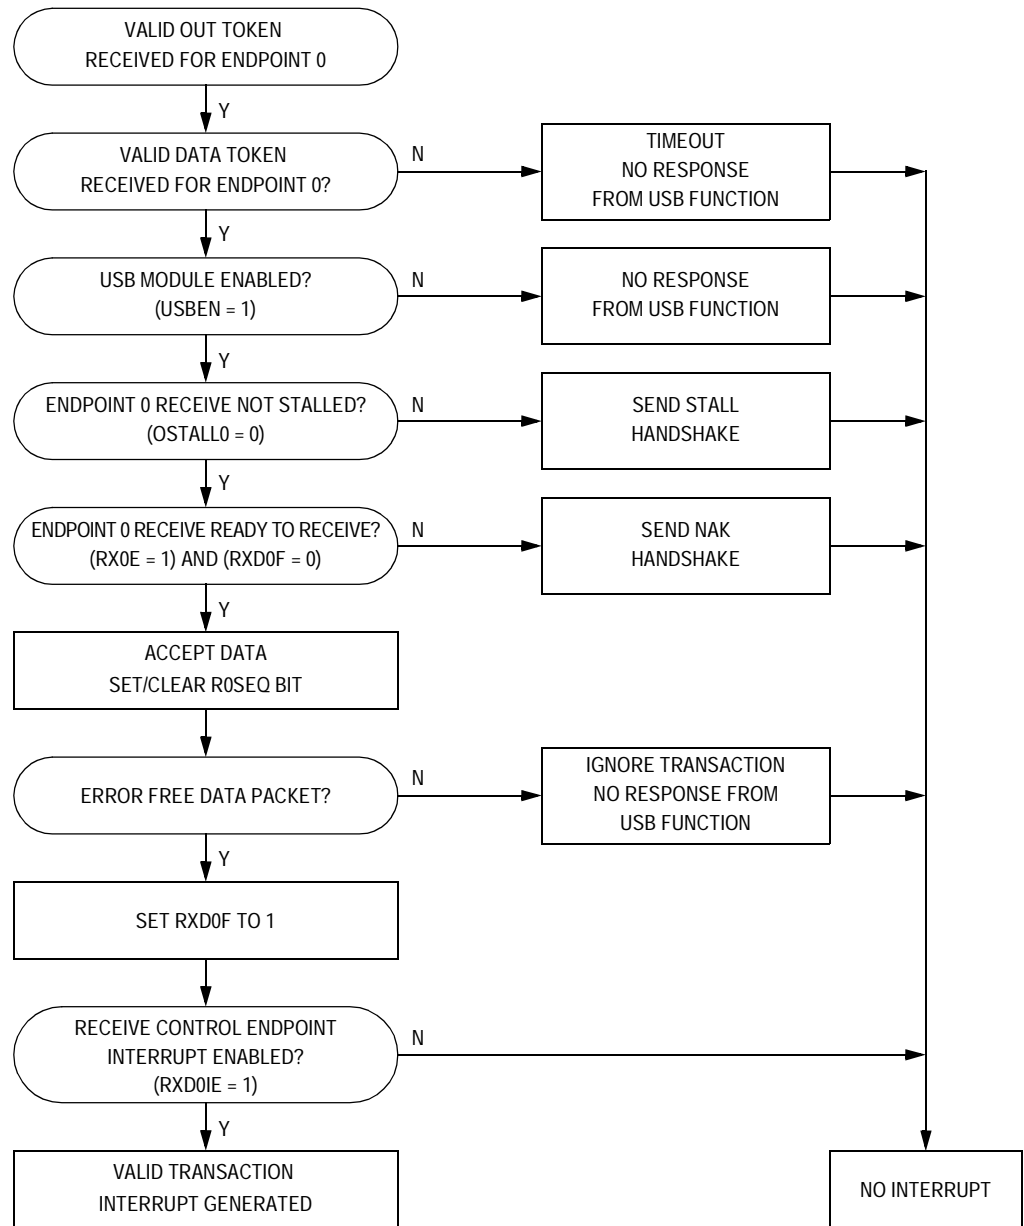 VALID OUT TOKEN
RECEIVED FOR ENDPOINT 0
Y
VALID DATA TOKEN
RECEIVED FOR ENDPOINT 0?
N
TIMEOUT
NO RESPONSE
FROM USB FUNCTION
Y
USB MODULE ENABLED?
(USBEN = 1)
N
NO RESPONSE
FROM USB FUNCTION
Y
ENDPOINT 0 RECEIVE NOT STALLED?
(OSTALL0 = 0)
N
SEND STALL
HANDSHAKE
Y
ENDPOINT 0 RECEIVE READY TO RECEIVE?
(RX0E = 1) AND (RXD0F = 0)
N
SEND NAK
HANDSHAKE
Y
ACCEPT DATA
SET/CLEAR R0SEQ BIT
ERROR FREE DATA PACKET?
N
IGNORE TRANSACTION
NO RESPONSE FROM
USB FUNCTION
Y
SET RXD0F TO 1
RECEIVE CONTROL ENDPOINT
INTERRUPT ENABLED?
(RXD0IE = 1)
N
Y
VALID TRANSACTION
INTERRUPT GENERATED
NO INTERRUPT